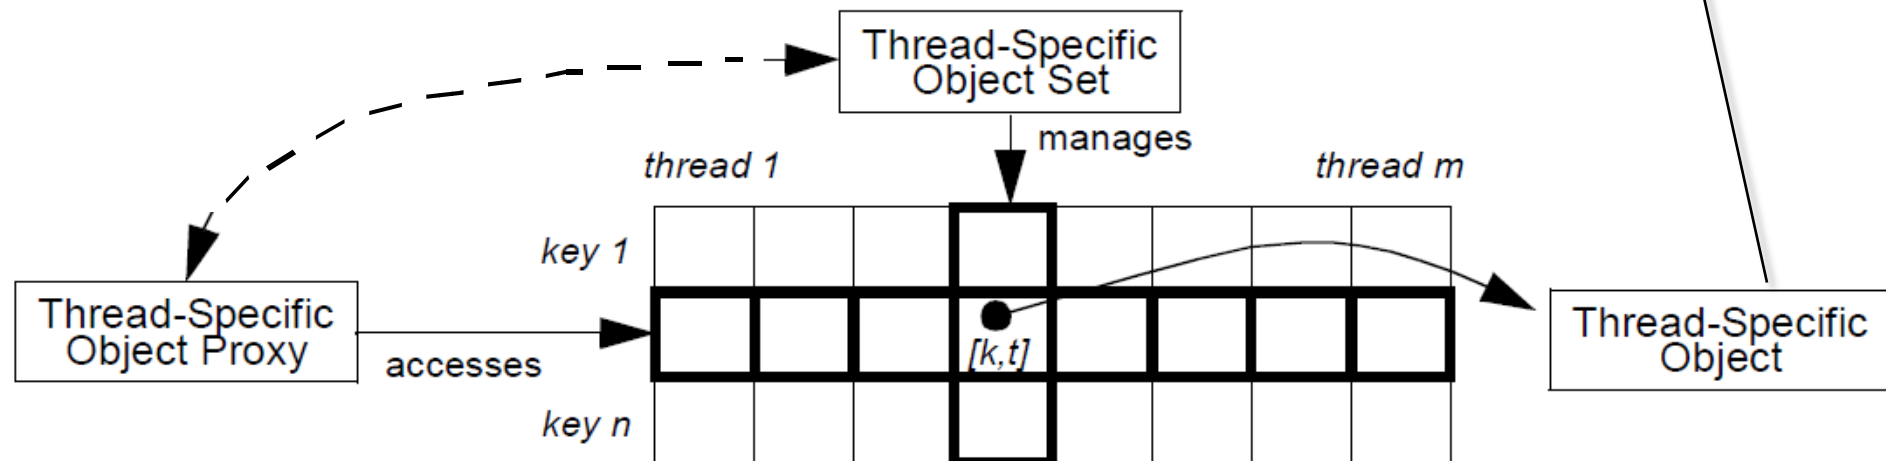 Thread-Specific
Object Set
manages
thread 1
thread m
key 1
Thread-Specific
Object Proxy
accesses
[k,t]
Thread-Specific
Object
key n